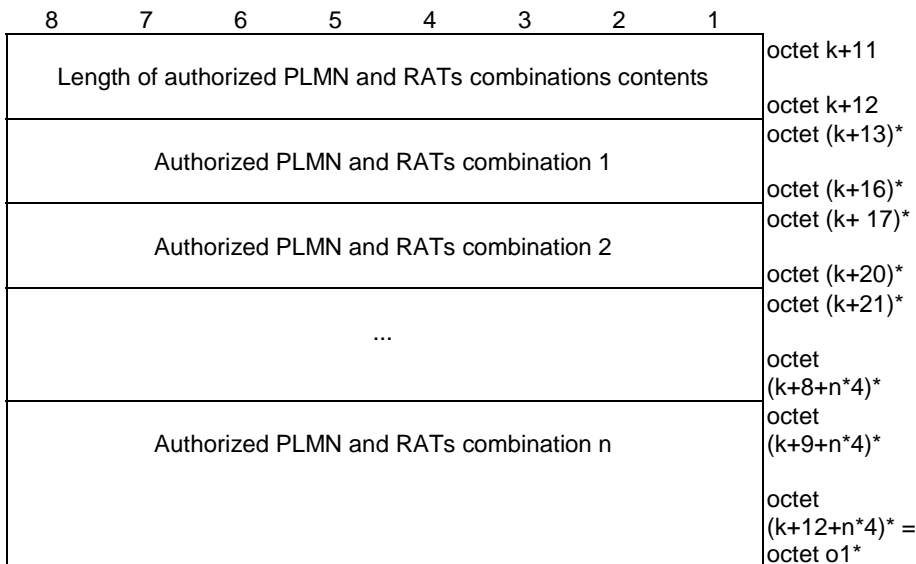 8 7 6 5 4 3 2 1
Length of authorized PLMN and RATs combinations contents
octet k+11
octet k+12
Authorized PLMN and RATs combination 1
octet (k+13)*
octet (k+16)*
Authorized PLMN and RATs combination 2
octet (k+ 17)*
octet (k+20)*
...
octet (k+21)*
octet
(k+8+n*4)*
Authorized PLMN and RATs combination n
octet
(k+9+n*4)*
octet
(k+12+n*4)* =
octet o1*